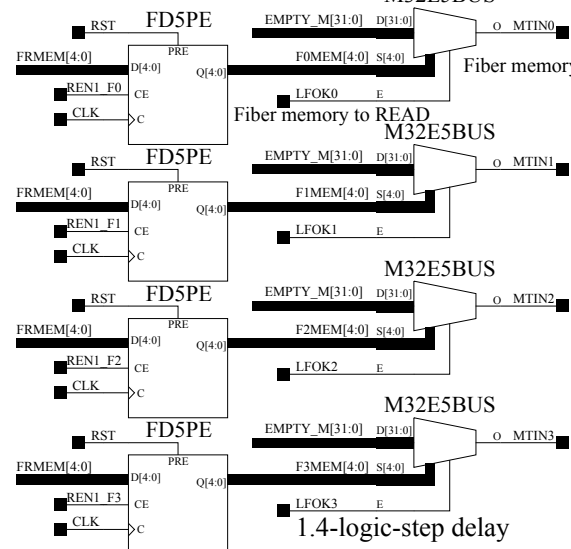 M32E5BUS
RST FD5PE EMPTY_M[31:0] D[31:0] O MTIN0
PRE
FRMEM[4:0] D[4:0] Q[4:0] F0MEM[4:0] S[4:0] Fiber memory
REN1_F0 CE LFOK0 E
CLK C Fiber memory to READ
M32E5BUS
RST FD5PE EMPTY_M[31:0] D[31:0] O MTIN1
PRE
FRMEM[4:0] D[4:0] Q[4:0] F1MEM[4:0] S[4:0]
REN1_F1 CE LFOK1 E
CLK C
M32E5BUS
RST FD5PE EMPTY_M[31:0] D[31:0] O MTIN2
PRE
FRMEM[4:0] D[4:0] Q[4:0] F2MEM[4:0] S[4:0]
REN1_F2 CE LFOK2 E
CLK C
M32E5BUS
RST FD5PE EMPTY_M[31:0] D[31:0] O MTIN3
PRE
FRMEM[4:0] D[4:0] Q[4:0] F3MEM[4:0] S[4:0]
REN1_F3 CE LFOK3 E
CLK C 1.4-logic-step delay